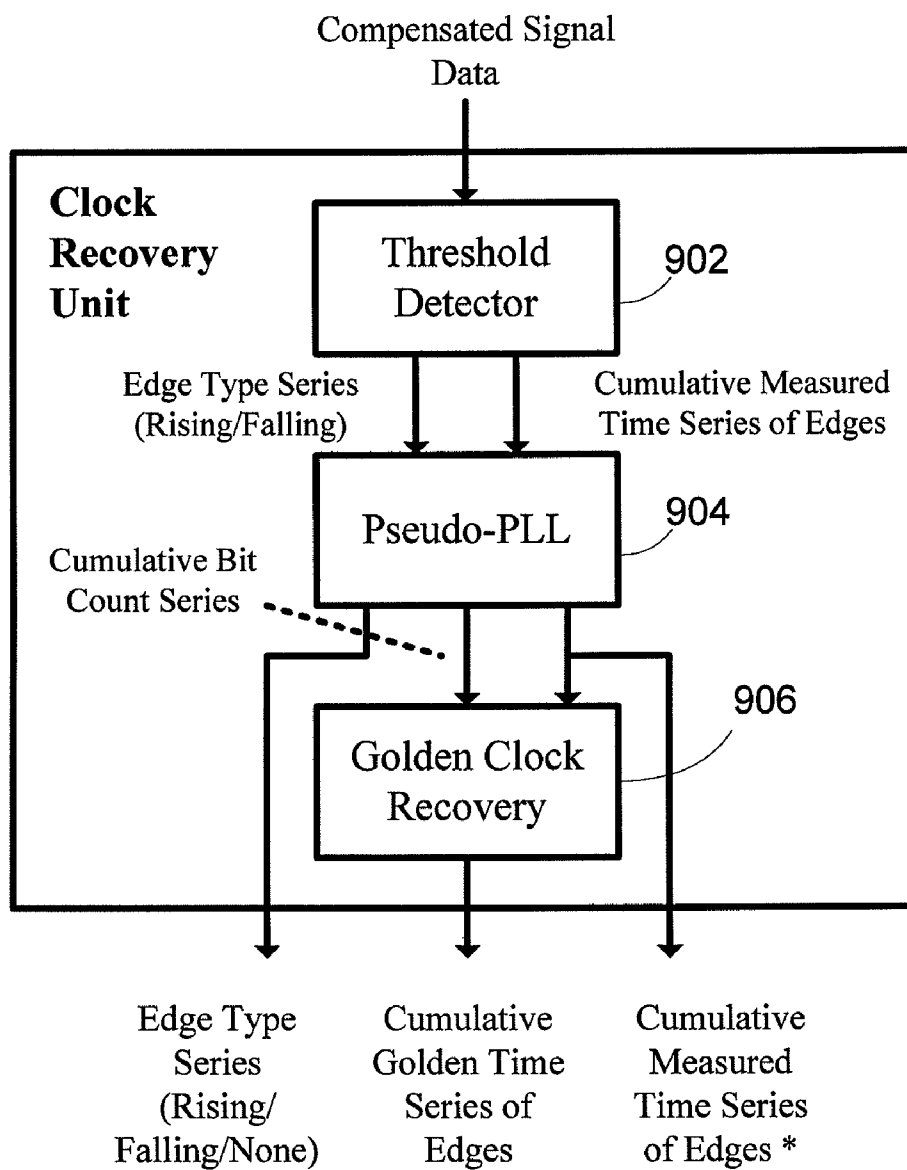 Compensated Signal
Data
Clock
Recovery
Unit
Threshold
Detector
902
Edge Type Series
(Rising/Falling)
Cumulative Measured
Time Series of Edges
Pseudo-PLL
904
Cumulative Bit
Count Series
906
Golden Clock
Recovery
Edge Type
Series
(Rising/
Falling/None)
Cumulative
Golden Time
Series of
Edges
Cumulative
Measured
Time Series
of Edges *